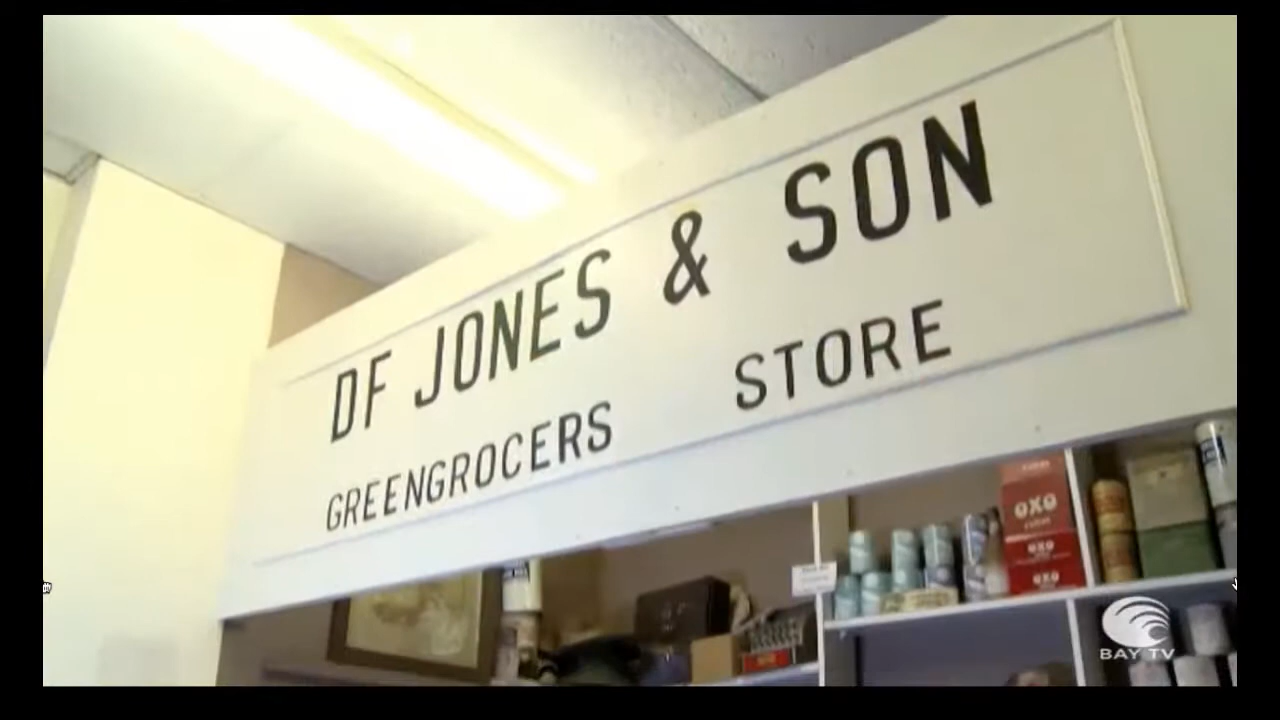 DF JONES & SON
GREENGROCERS STORE
OXO
OXO
OXO
BAY TV